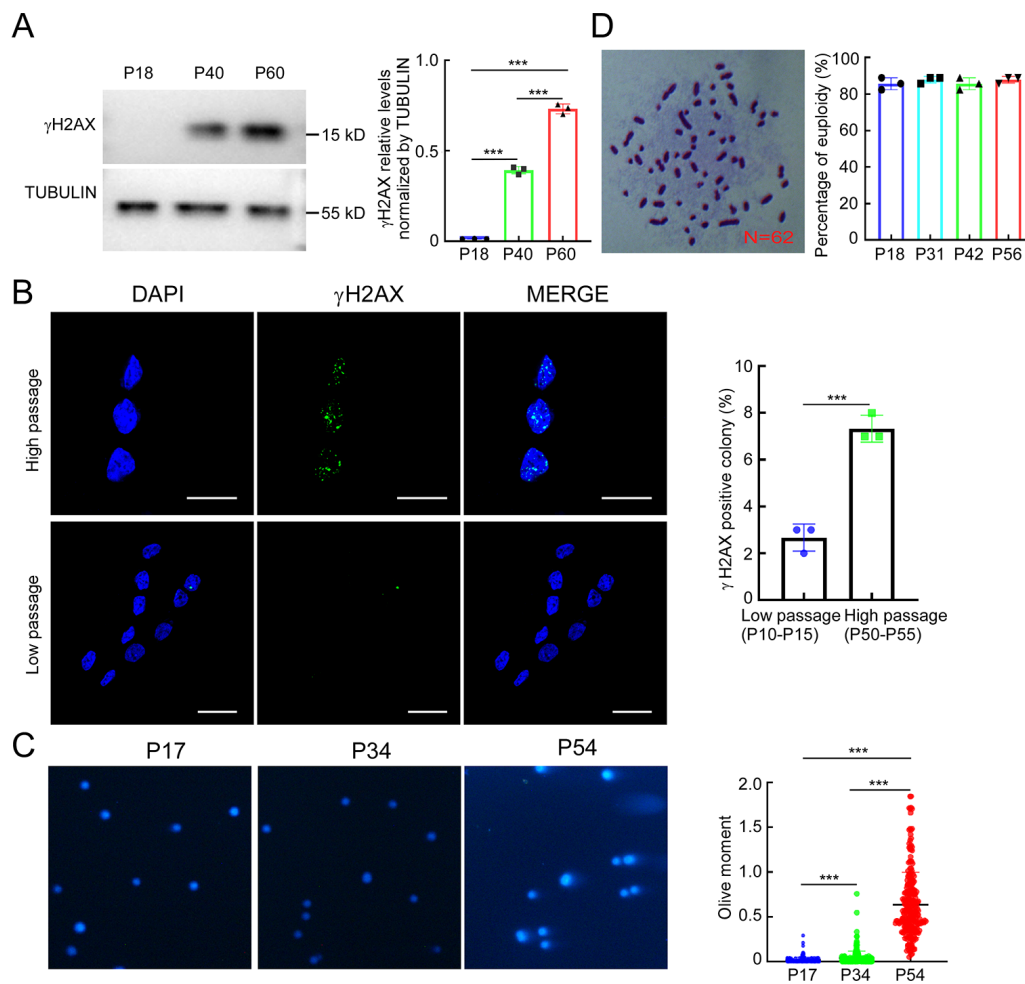 A
P18 P40 P60
γH2AX
15 kD
TUBULIN
55 kD
γH2AX relative levels
normalized by TUBULIN
1.0
0.5
0
***
***
***
P18 P40 P60
D
N=62
Percentage of euploidy (%)
100
80
60
40
20
0
P18 P31 P42 P56
B
DAPI γH2AX MERGE
High passage
Low passage
γH2AX positive colony (%)
10
8
6
4
2
0
***
Low passage High passage
(P10-P15) (P50-P55)
C
P17 P34 P54
Olive moment
2.0
1.5
1.0
0.5
0.0
***
***
***
P17 P34 P54